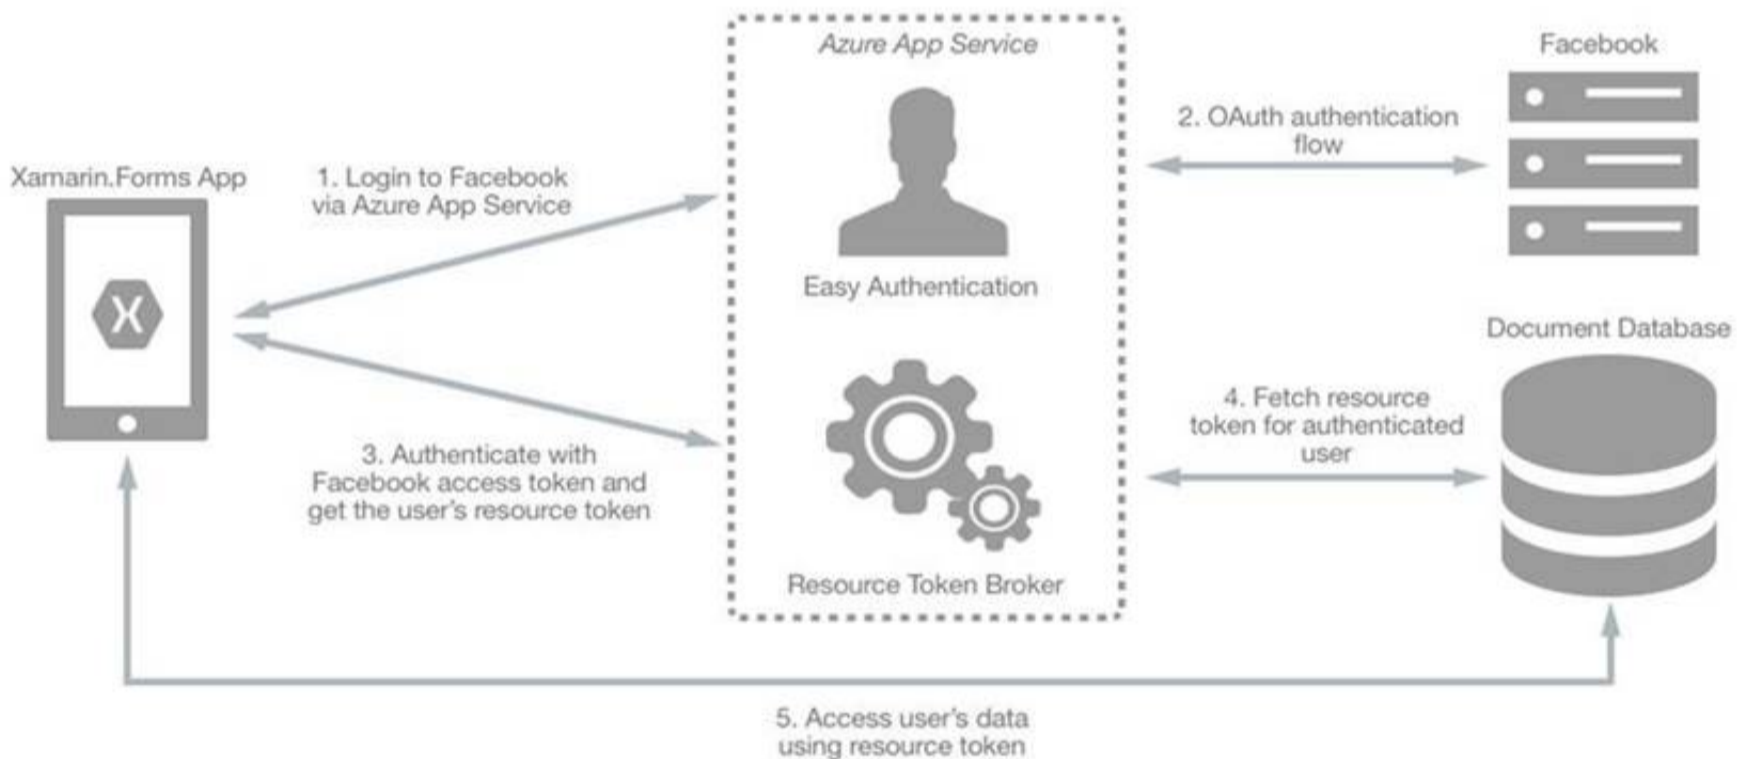 Azure App Service
Facebook
2. OAuth authentication
flow
Xamarin.Forms App
1. Login to Facebook
via Azure App Service
X
Easy Authentication
Document Database
4. Fetch resource
token for authenticated
user
3. Authenticate with
Facebook access token and
get the user's resource token
Resource Token Broker
5. Access user's data
using resource token